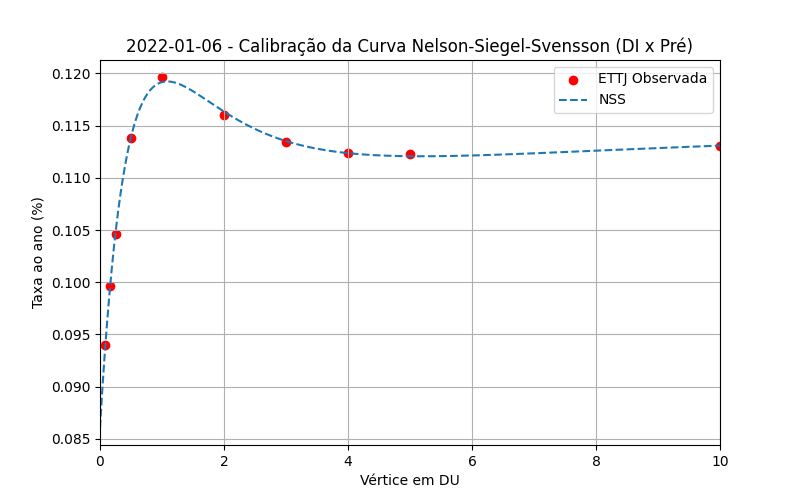 2022-01-06 - Calibração da Curva Nelson-Siegel-Svensson (DI x Pré)
ETTJ Observada
NSS
Taxa ao ano (%)
0.120
0.115
0.110
0.105
0.100
0.095
0.090
0.085
0 2 4 6 8 10
Vértice em DU